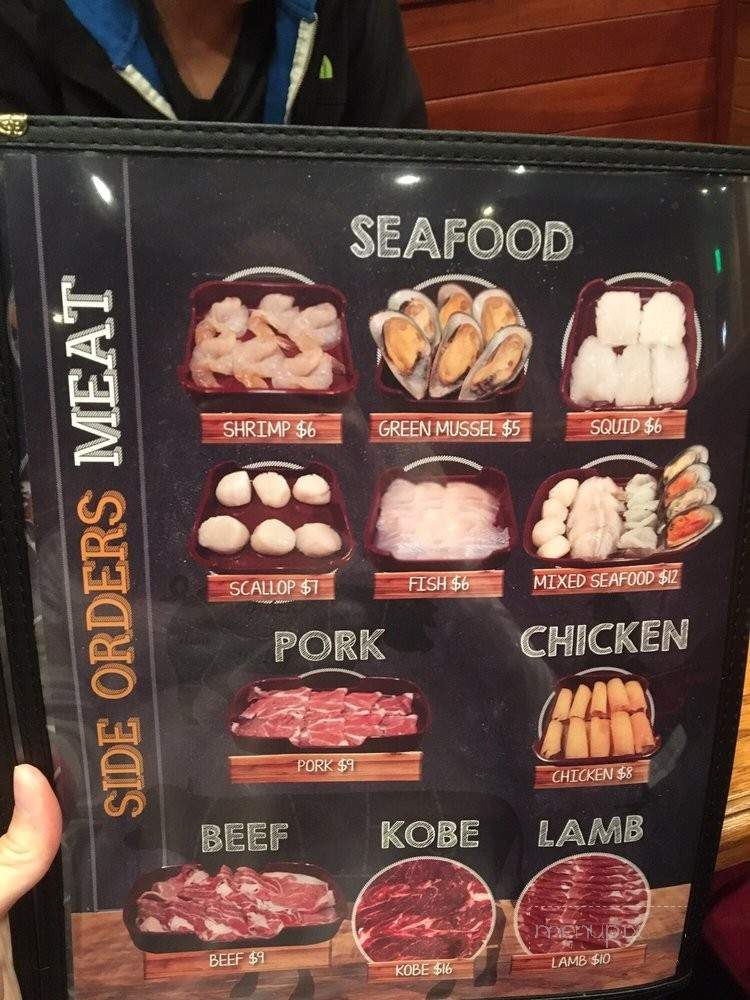 SIDE ORDERS MEAT
SEAFOOD
SHRIMP $6
GREEN MUSSEL $5
SQUID $6
SCALLOP $7
FISH $6
MIXED SEAFOOD $12
PORK
CHICKEN
PORK $9
CHICKEN $8
BEEF
KOBE
LAMB
BEEF $9
KOBE $16
LAMB $10
menupix